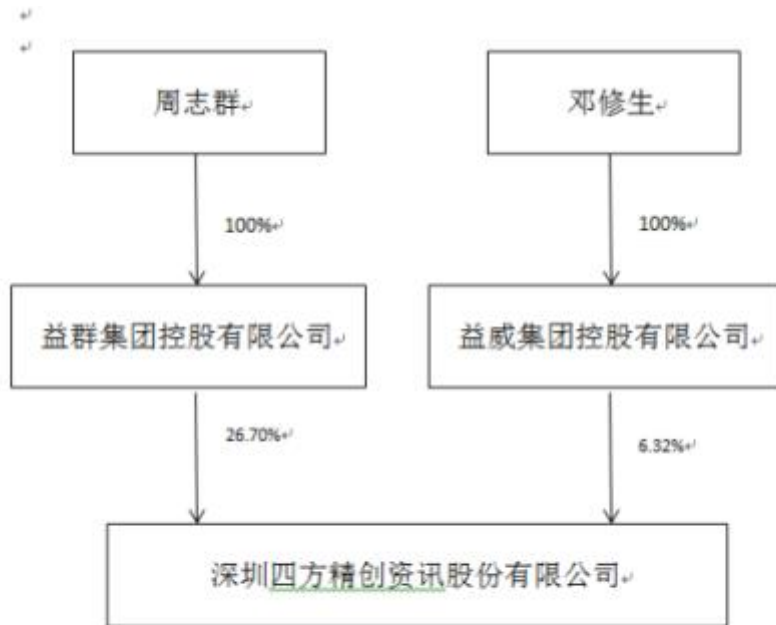 周志群
邓修生
100%
100%
益群集团控股有限公司
益威集团控股有限公司
26.70%
6.32%
深圳四方精创资讯股份有限公司